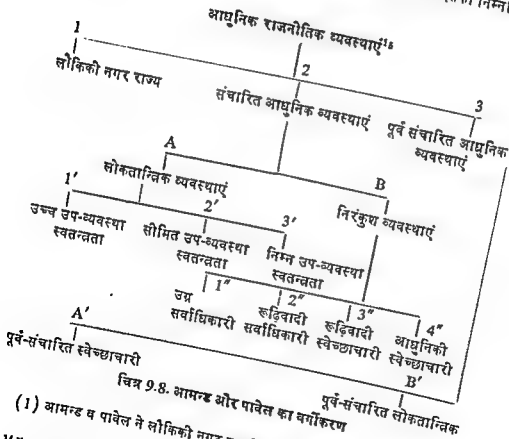 आधुनिक राजनीतिक व्यवस्थाएं¹⁸
1
2
3
लौकिकी नगर राज्य
संचारित आधुनिक व्यवस्थाएं
पूर्व संचारित आधुनिक
व्यवस्थाएं
A
B
लोकतान्त्रिक व्यवस्थाएं
निरंकुश व्यवस्थाएं
1'
2'
3'
उच्च उप-व्यवस्था
स्वतन्त्रता
सीमित उप-व्यवस्था
स्वतन्त्रता
निम्न उप-व्यवस्था
स्वतन्त्रता
1"
2"
3"
4"
उग्र
सर्वाधिकारी
रूढ़िवादी
सर्वाधिकारी
रूढ़िवादी
स्वेच्छाचारी
आधुनिकी
स्वेच्छाचारी
A'
B'
पूर्व-संचारित स्वेच्छाचारी
पूर्व-संचारित लोकतान्त्रिक
चित्र 9.8. आमन्ड और पावेल का वर्गीकरण
(1) आमन्ड व पावेल ने लौकिकी नगर